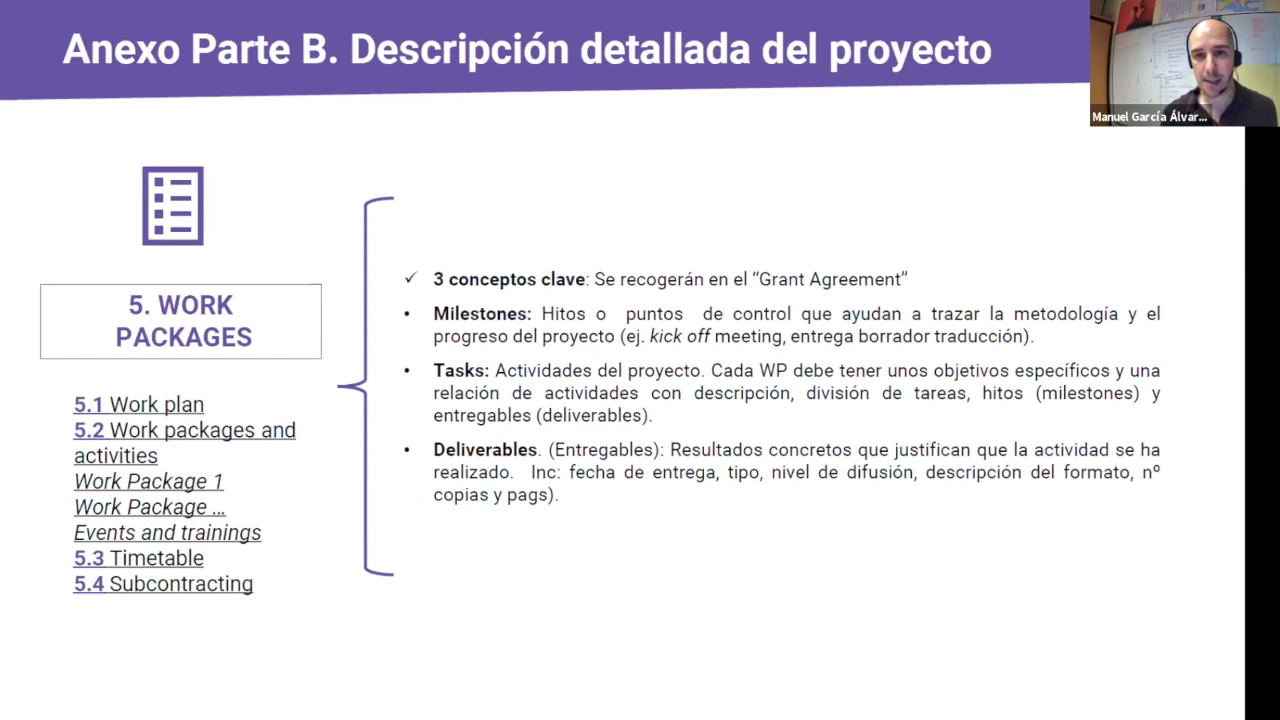 Anexo Parte B. Descripción detallada del proyecto
Manuel García Álvar...
5. WORK
PACKAGES
5.1 Work plan
5.2 Work packages and
activities
Work Package 1
Work Package ...
Events and trainings
5.3 Timetable
5.4 Subcontracting
✓ 3 conceptos clave: Se recogerán en el “Grant Agreement”
• Milestones: Hitos o puntos de control que ayudan a trazar la metodología y el
progreso del proyecto (ej. kick off meeting, entrega borrador traducción).
• Tasks: Actividades del proyecto. Cada WP debe tener unos objetivos específicos y una
relación de actividades con descripción, división de tareas, hitos (milestones) y
entregables (deliverables).
• Deliverables. (Entregables): Resultados concretos que justifican que la actividad se ha
realizado. Inc: fecha de entrega, tipo, nivel de difusión, descripción del formato, nº
copias y pags).